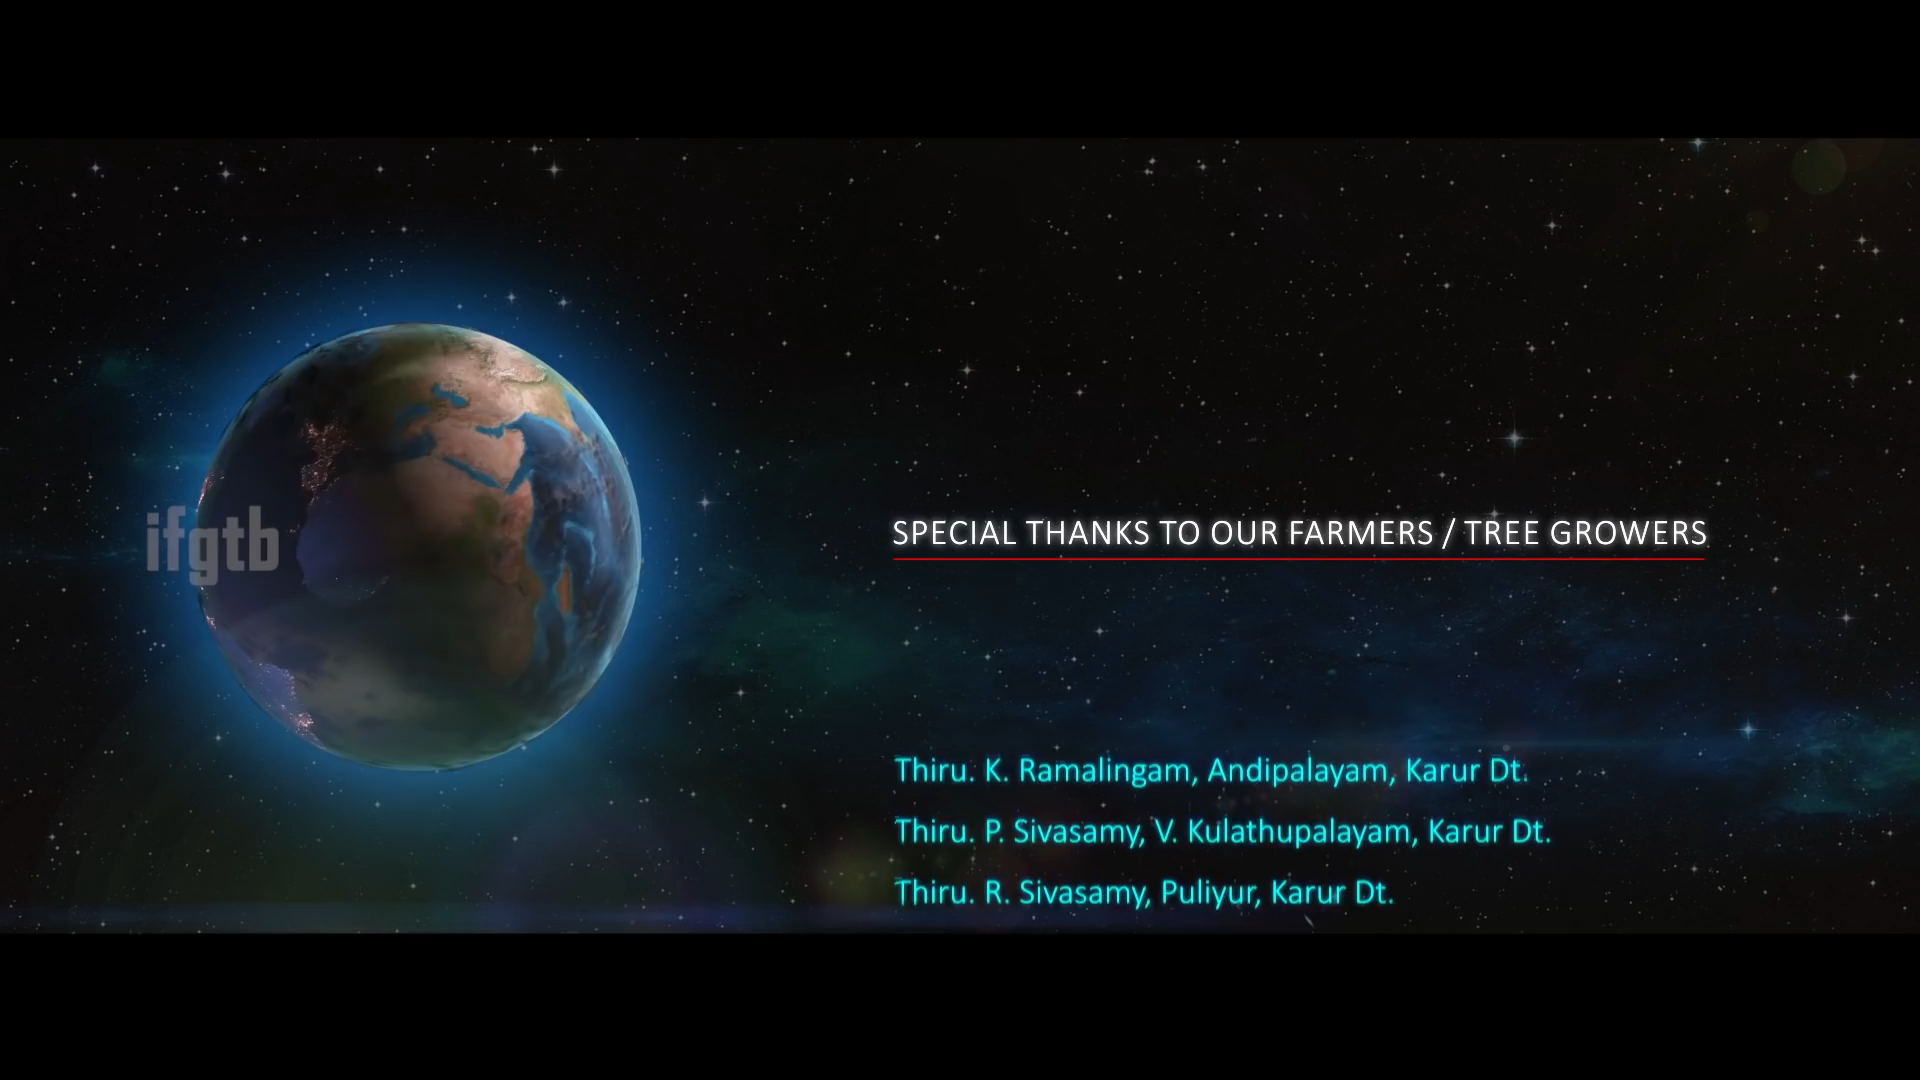 ifgtb
SPECIAL THANKS TO OUR FARMERS / TREE GROWERS
Thiru. K. Ramalingam, Andipalayam, Karur Dt.
Thiru. P. Sivasamy, V. Kulathupalayam, Karur Dt.
Thiru. R. Sivasamy, Puliyur, Karur Dt.